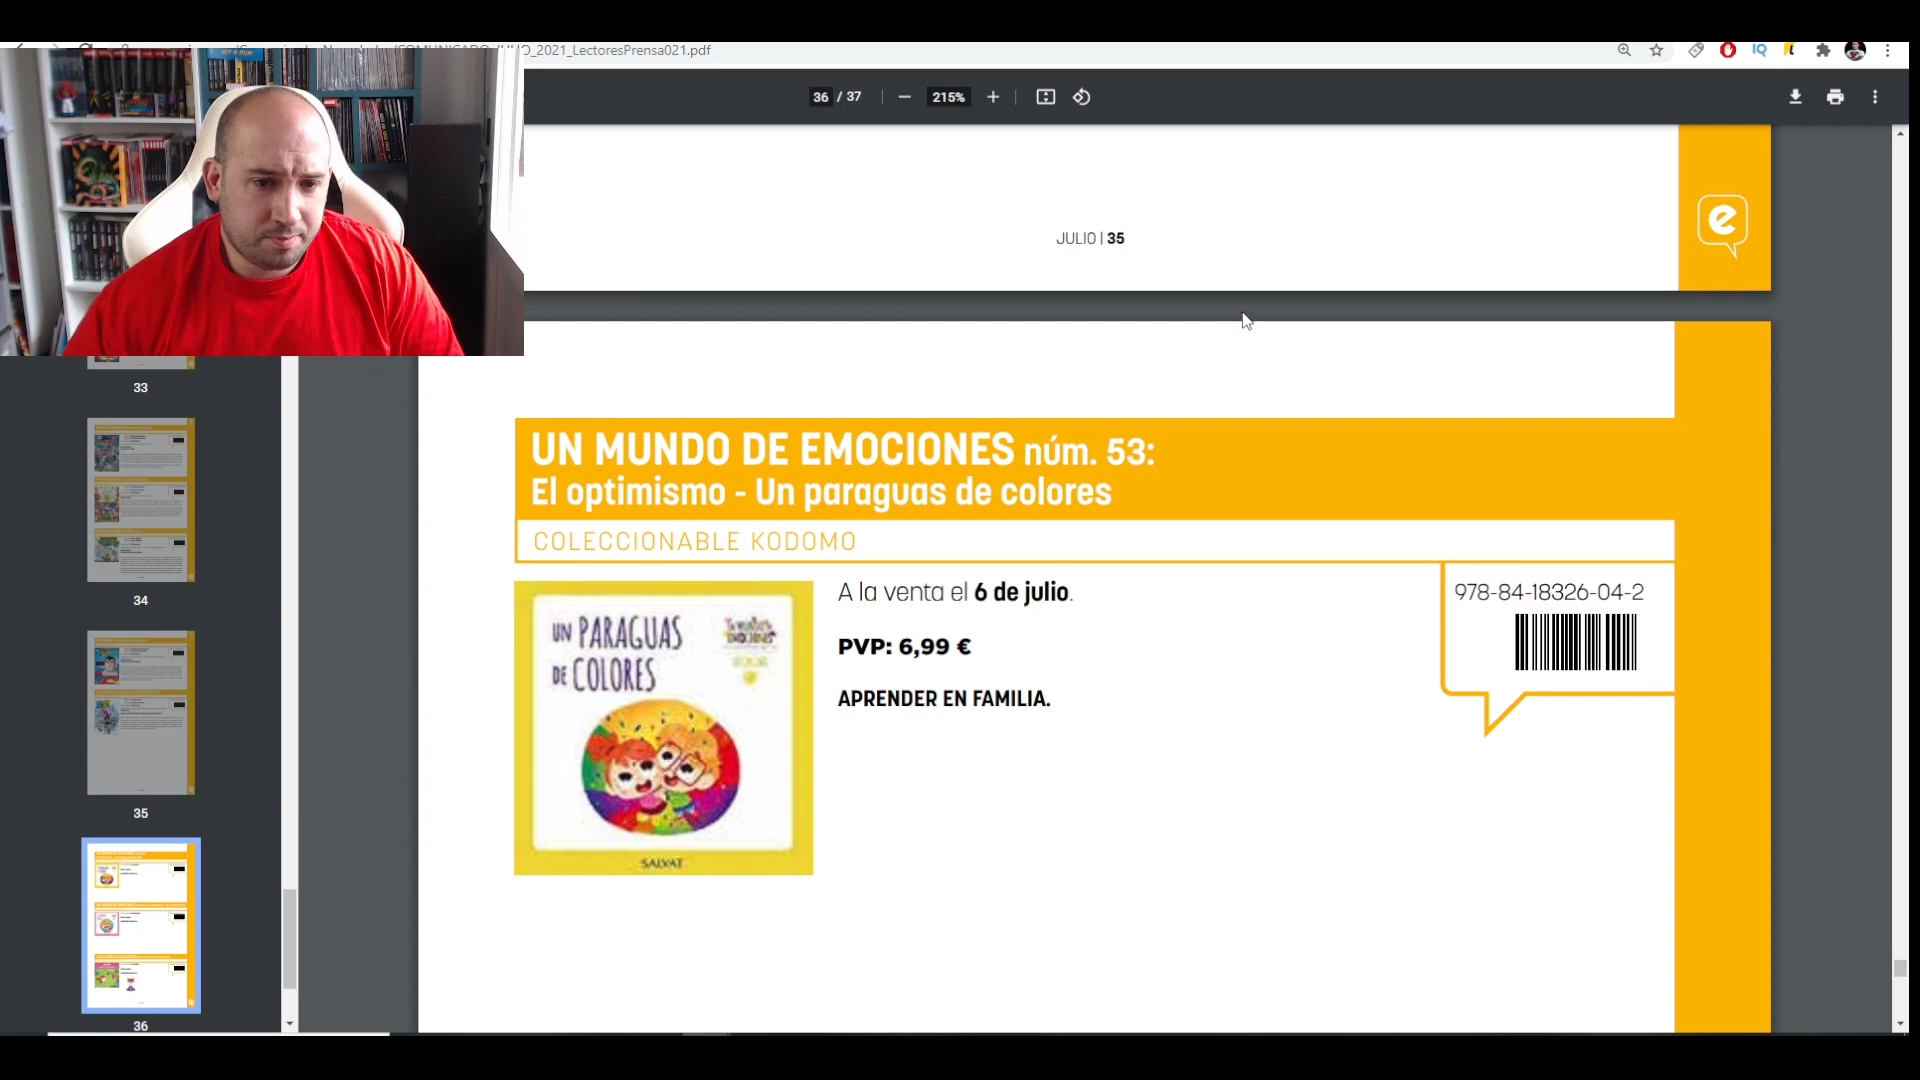 _2021_LectoresPrensa021.pdf
36 / 37
215%
JULIO | 35
e
33
34
35
36
UN MUNDO DE EMOCIONES núm. 53:
El optimismo - Un paraguas de colores
COLECCIONABLE KODOMO
A la venta el 6 de julio.
978-84-18326-04-2
PVP: 6,99 €
APRENDER EN FAMILIA.
UN PARAGUAS
DE COLORES
SALVAT